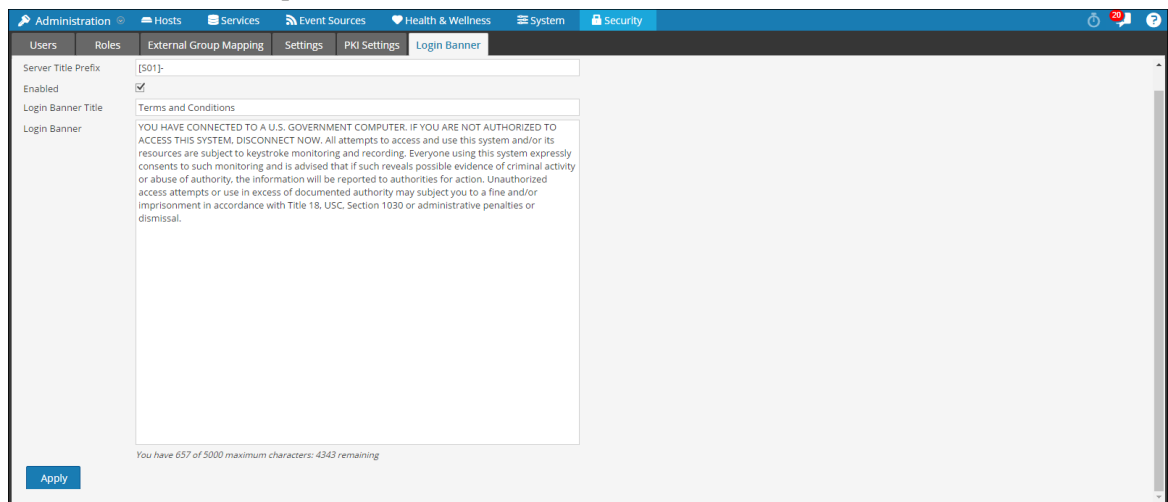 Administration Hosts Services Event Sources Health & Wellness System Security 20 ?
Users Roles External Group Mapping Settings PKI Settings Login Banner
Server Title Prefix [S01]-
Enabled
Login Banner Title Terms and Conditions
Login Banner YOU HAVE CONNECTED TO A U.S. GOVERNMENT COMPUTER. IF YOU ARE NOT AUTHORIZED TO
ACCESS THIS SYSTEM, DISCONNECT NOW. All attempts to access and use this system and/or its
resources are subject to keystroke monitoring and recording. Everyone using this system expressly
consents to such monitoring and is advised that if such reveals possible evidence of criminal activity
or abuse of authority, the information will be reported to authorities for action. Unauthorized
access attempts or use in excess of documented authority may subject you to a fine and/or
imprisonment in accordance with Title 18, USC, Section 1030 or administrative penalties or
dismissal.
You have 657 of 5000 maximum characters: 4343 remaining
Apply